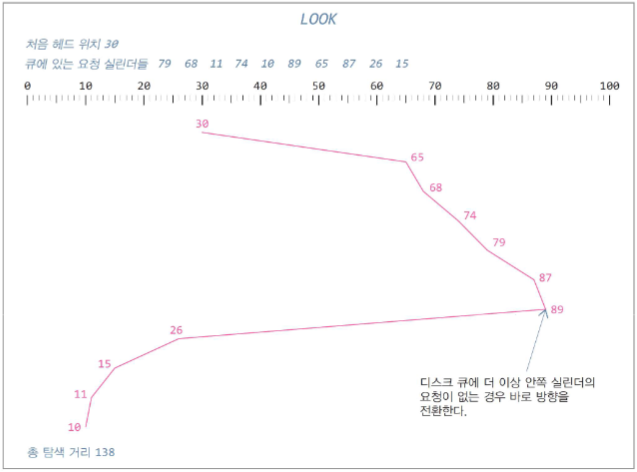 LOOK
처음 헤드 위치 30
큐에 있는 요청 실린더들 79 68 11 74 10 89 65 87 26 15
0 10 20 30 40 50 60 70 80 90 100
30
65
68
74
79
87
89
26
15
11
10
디스크 큐에 더 이상 안쪽 실린더의
요청이 없는 경우 바로 방향을
전환한다.
총 탐색 거리 138